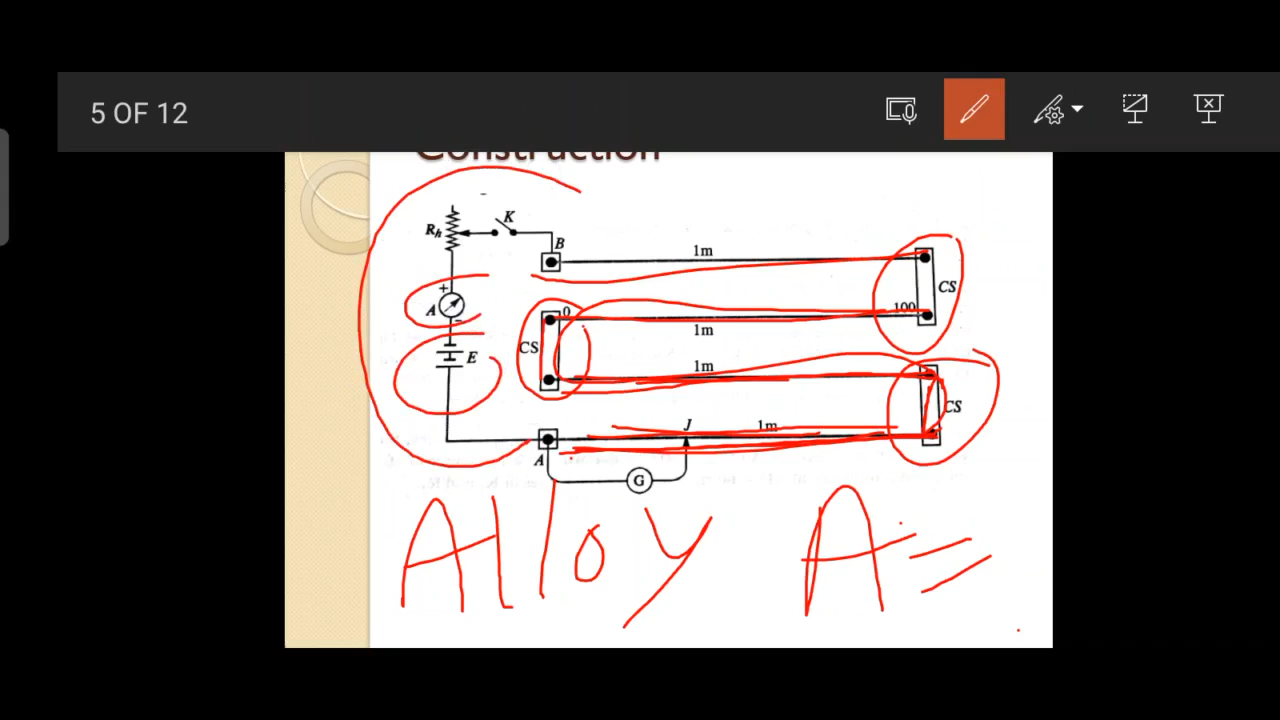 5 OF 12
Construction
Rh
K
B
1m
+
A
-
E
CS
0
1m
100
CS
1m
CS
J
1m
A
G
Alloy A=